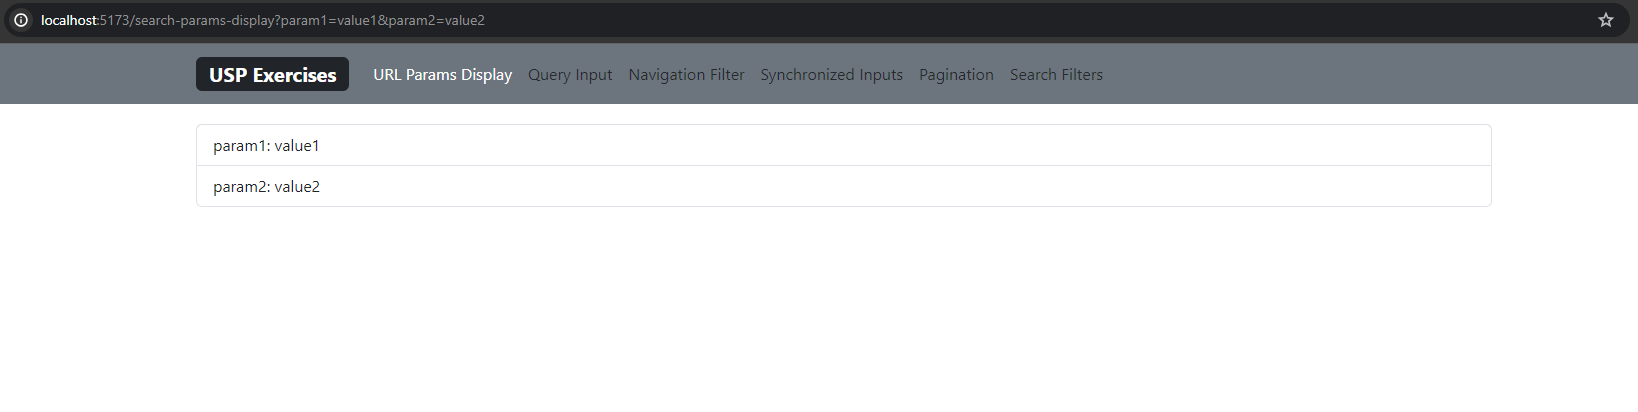 localhost:5173/search-params-display?param1=value1&param2=value2
USP Exercises URL Params Display Query Input Navigation Filter Synchronized Inputs Pagination Search Filters
param1: value1
param2: value2